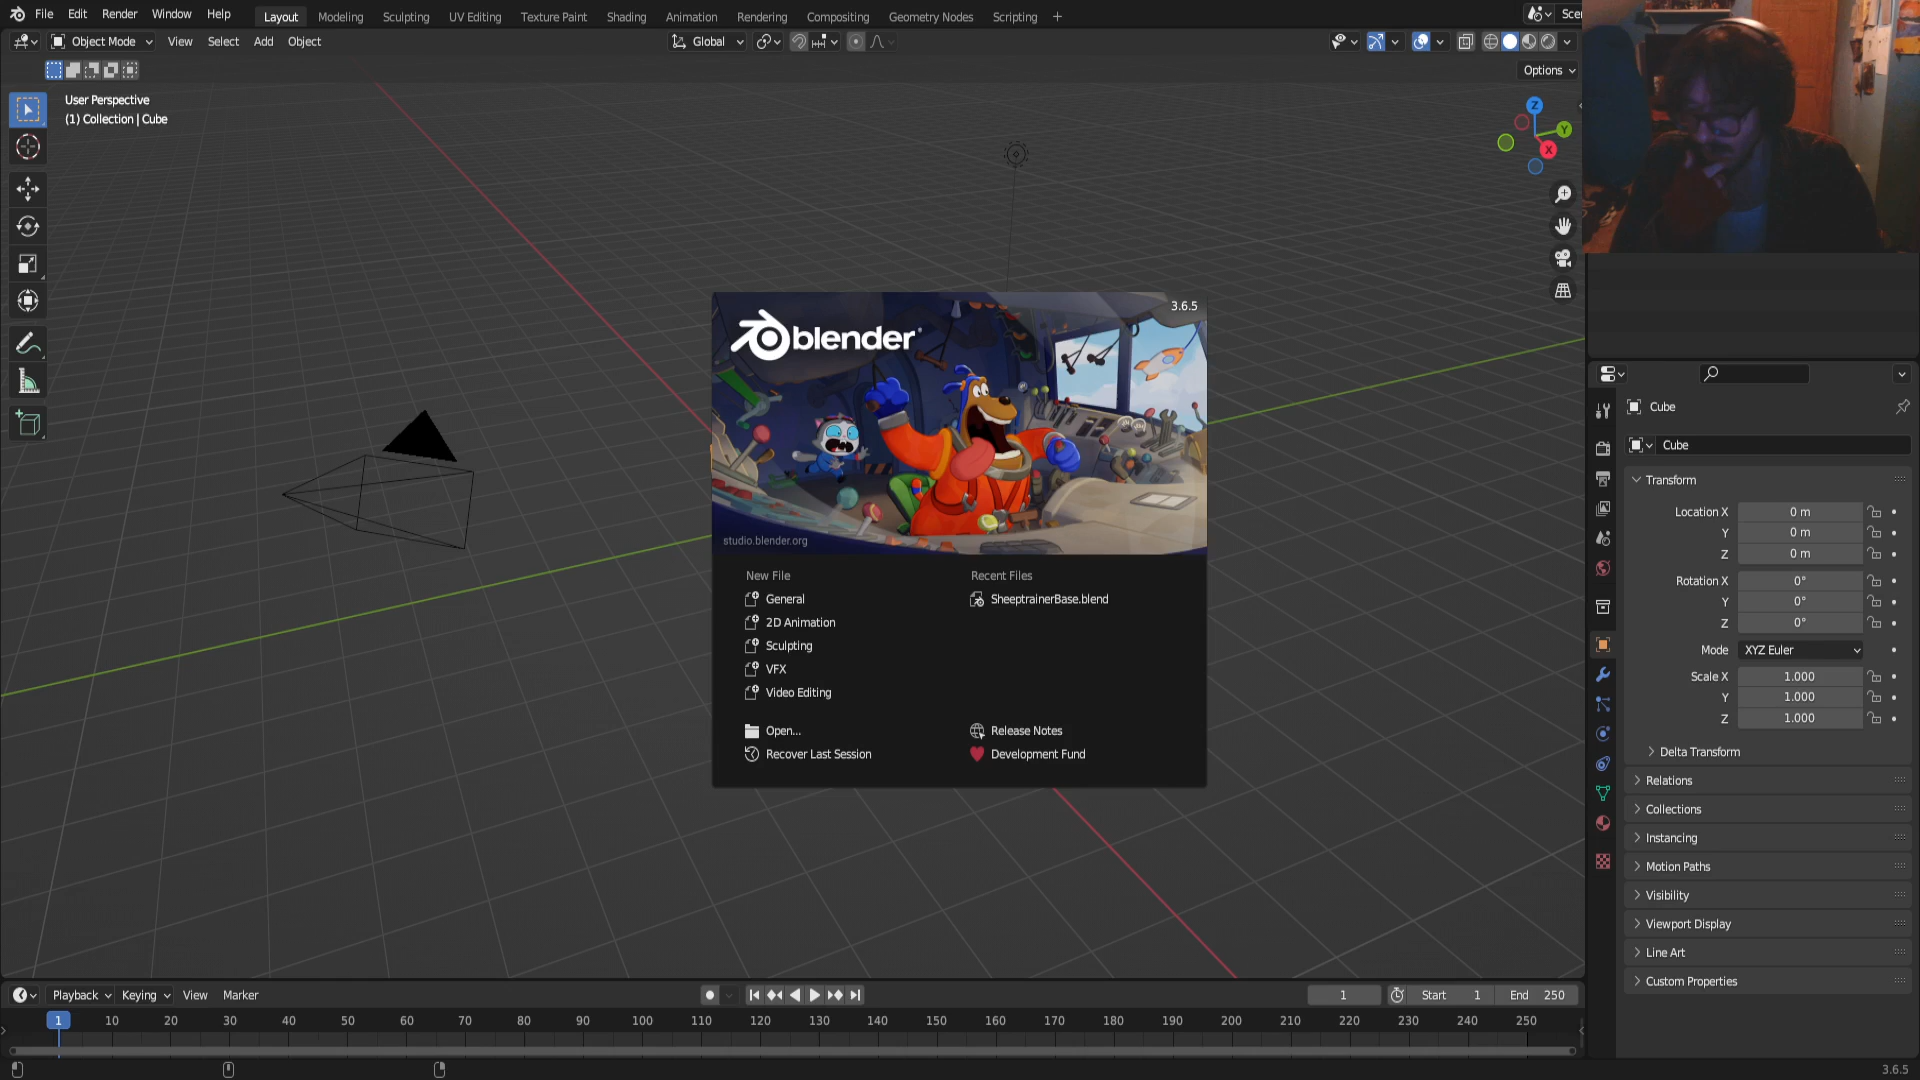 File Edit Render Window Help Layout Modeling Sculpting UV Editing Texture Paint Shading Animation Rendering Compositing Geometry Nodes Scripting + Sce
Object Mode View Select Add Object Global
Options
User Perspective
(1) Collection | Cube
Z
Y
X
3.6.5
blender
studio.blender.org
New File
General
2D Animation
Sculpting
VFX
Video Editing
Open...
Recover Last Session
Recent Files
SheeptrainerBase.blend
Release Notes
Development Fund
Cube
Cube
Transform
Location X 0 m
Y 0 m
Z 0 m
Rotation X 0°
Y 0°
Z 0°
Mode XYZ Euler
Scale X 1.000
Y 1.000
Z 1.000
Delta Transform
Relations
Collections
Instancing
Motion Paths
Visibility
Viewport Display
Line Art
Custom Properties
Playback Keying View Marker 1 Start 1 End 250
1 10 20 30 40 50 60 70 80 90 100 110 120 130 140 150 160 170 180 190 200 210 220 230 240 250
3.6.5